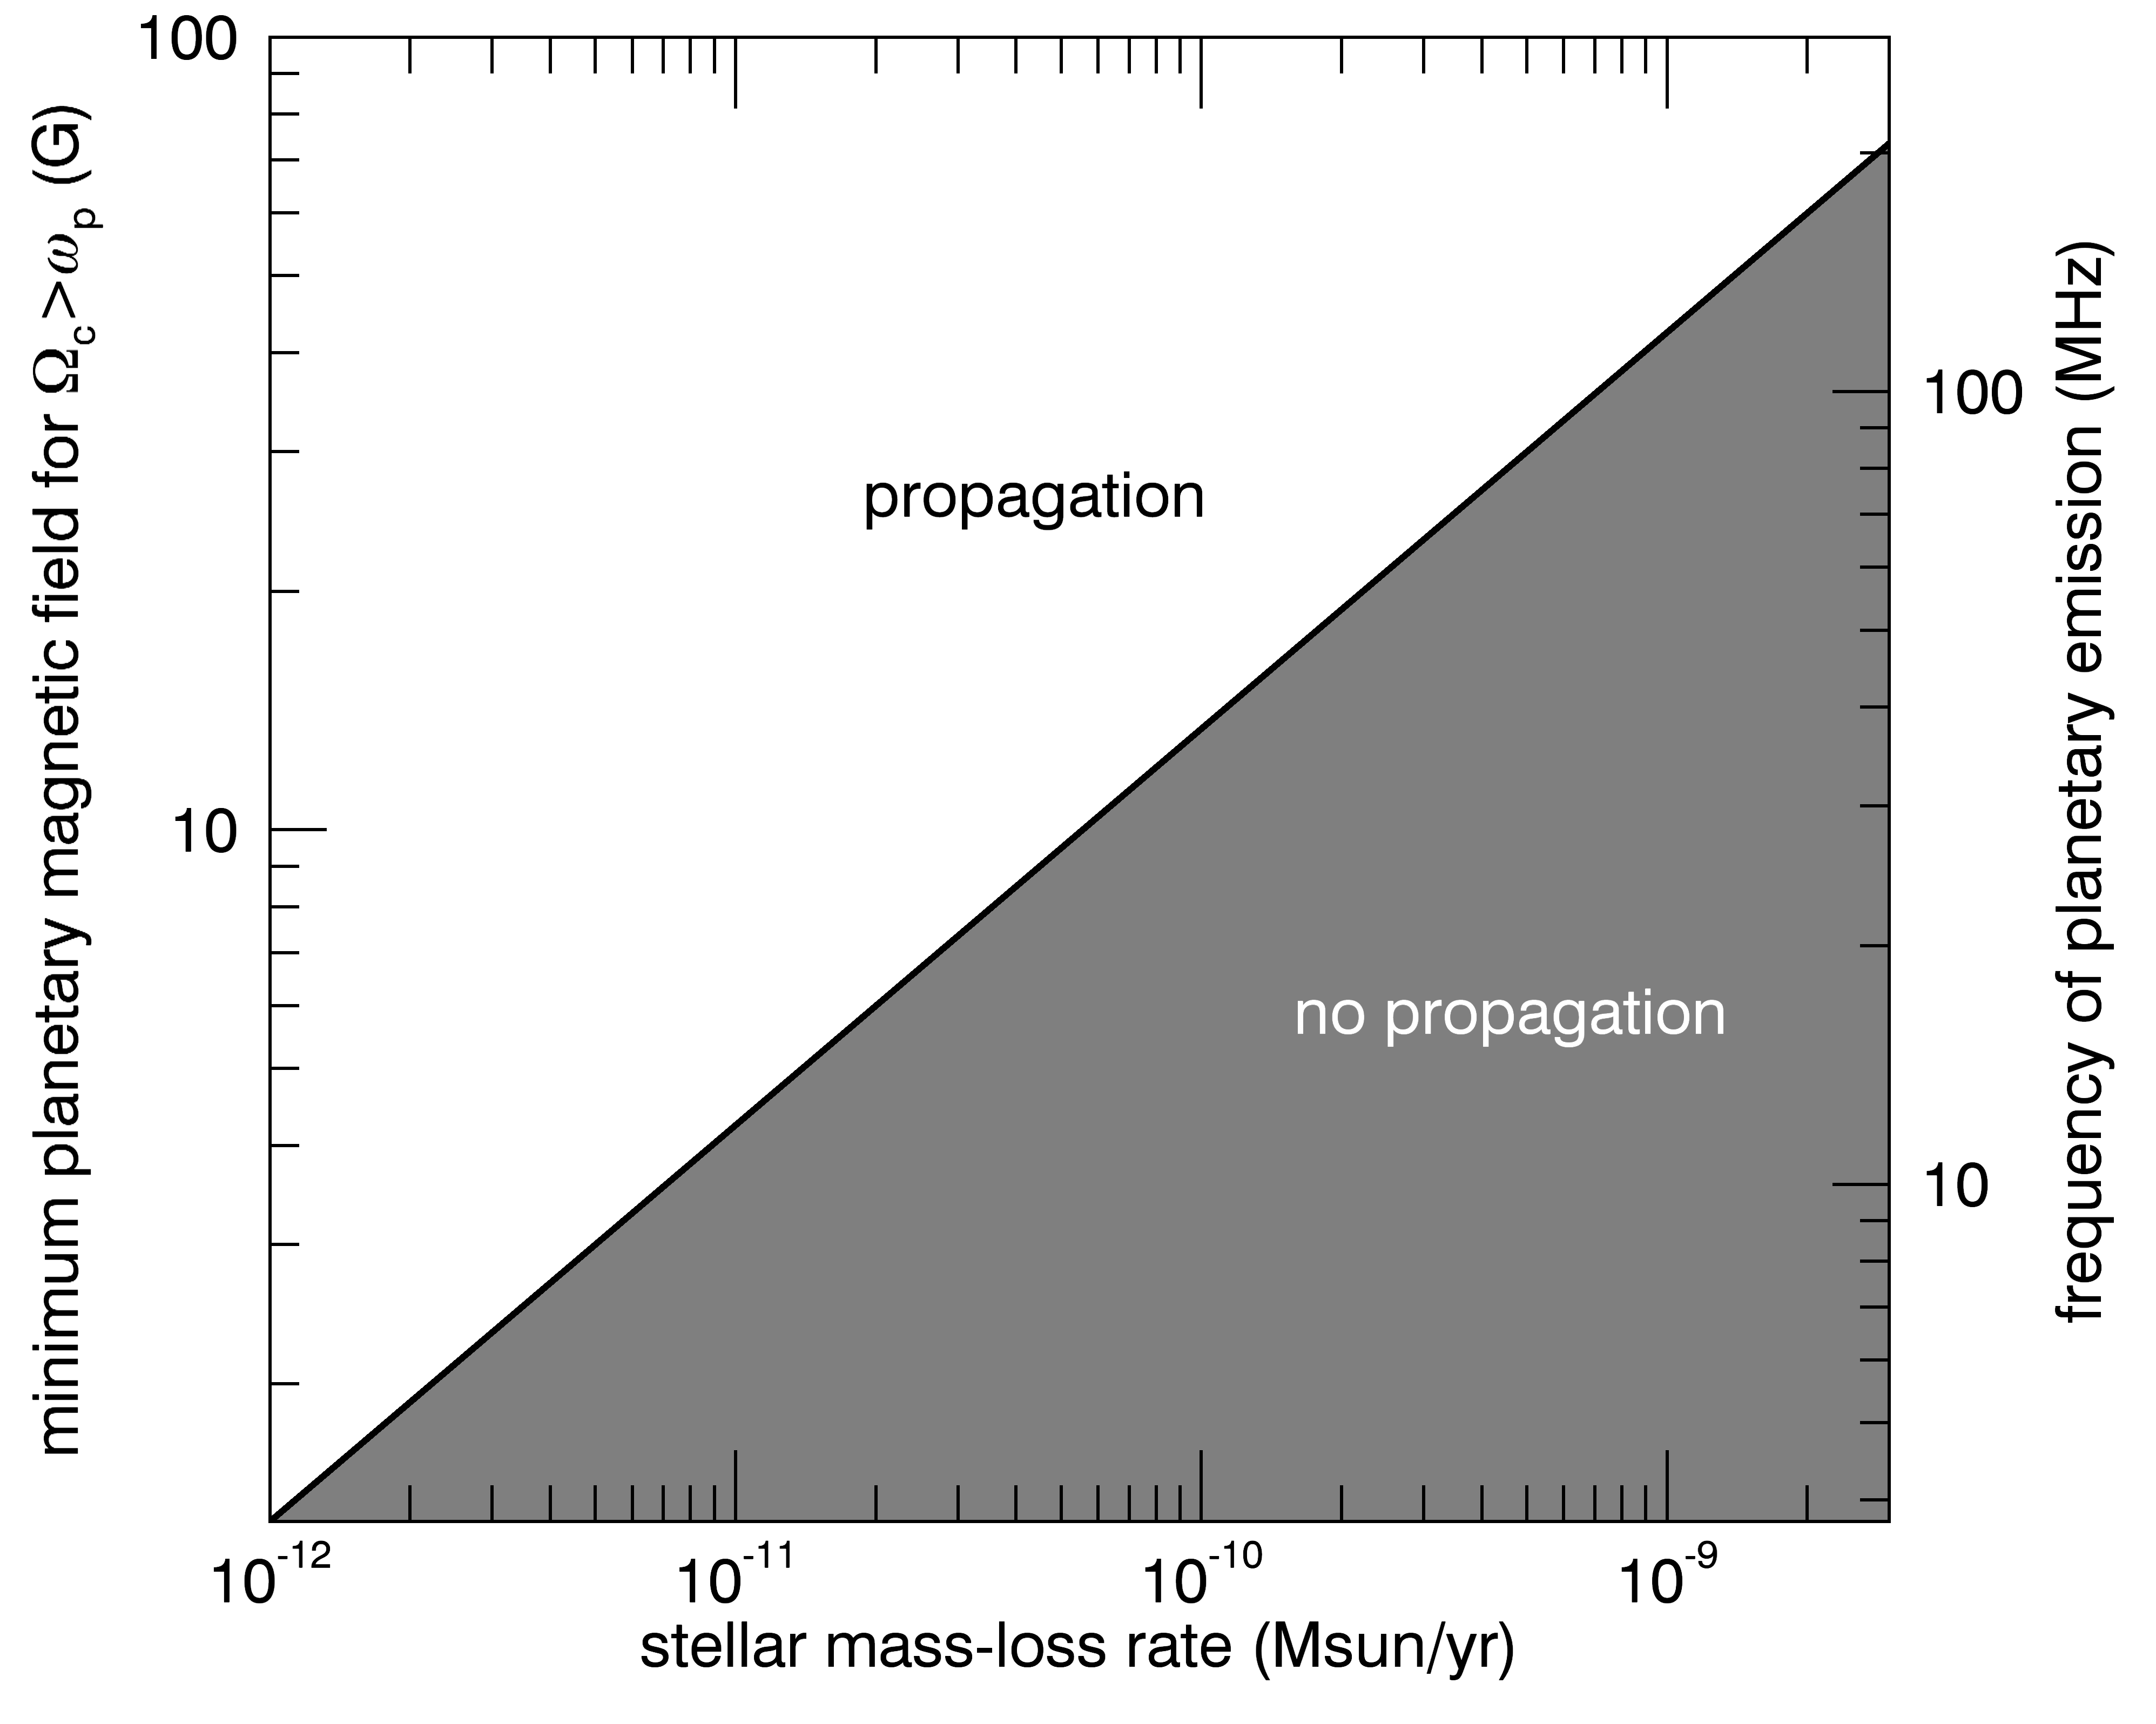 minimum planetary magnetic field for Ωc>ωp (G)
100
10
propagation
no propagation
100
10
frequency of planetary emission (MHz)
10-12
10-11
10-10
10-9
stellar mass-loss rate (Msun/yr)